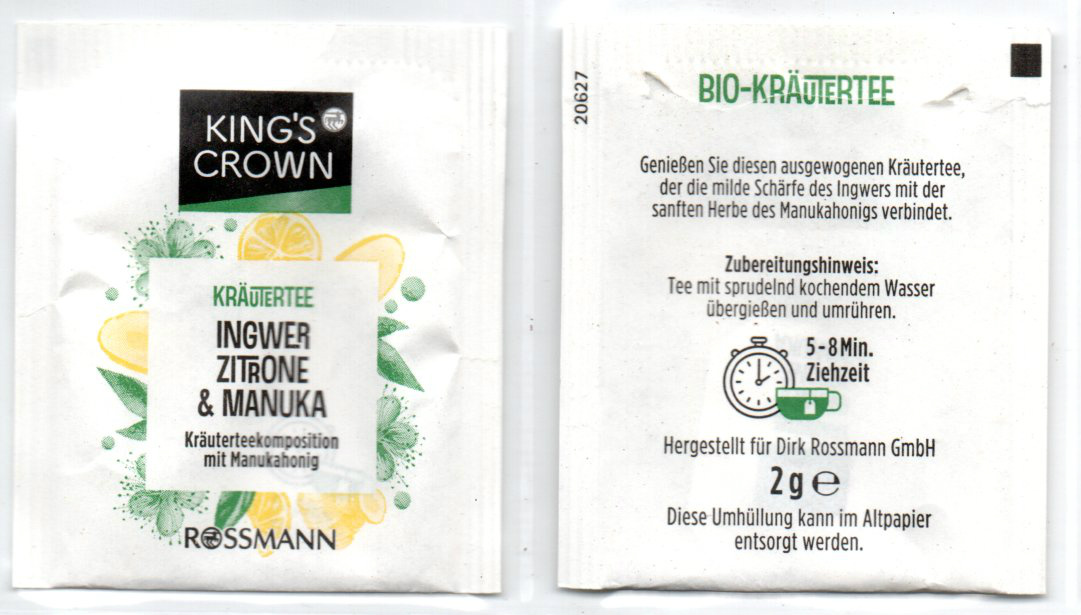 KING'S
CROWN
KRÄUTERTEE
INGWER
ZITRONE
& MANUKA
Kräuterteekomposition
mit Manukahonig
ROSSMANN
20627
BIO-KRÄUTERTEE
Genießen Sie diesen ausgewogenen Kräutertee,
der die milde Schärfe des Ingwers mit der
sanften Herbe des Manukahonigs verbindet.
Zubereitungshinweis:
Tee mit sprudelnd kochendem Wasser
übergießen und umrühren.
5-8 Min.
Ziehzeit
Hergestellt für Dirk Rossmann GmbH
2 g ℮
Diese Umhüllung kann im Altpapier
entsorgt werden.